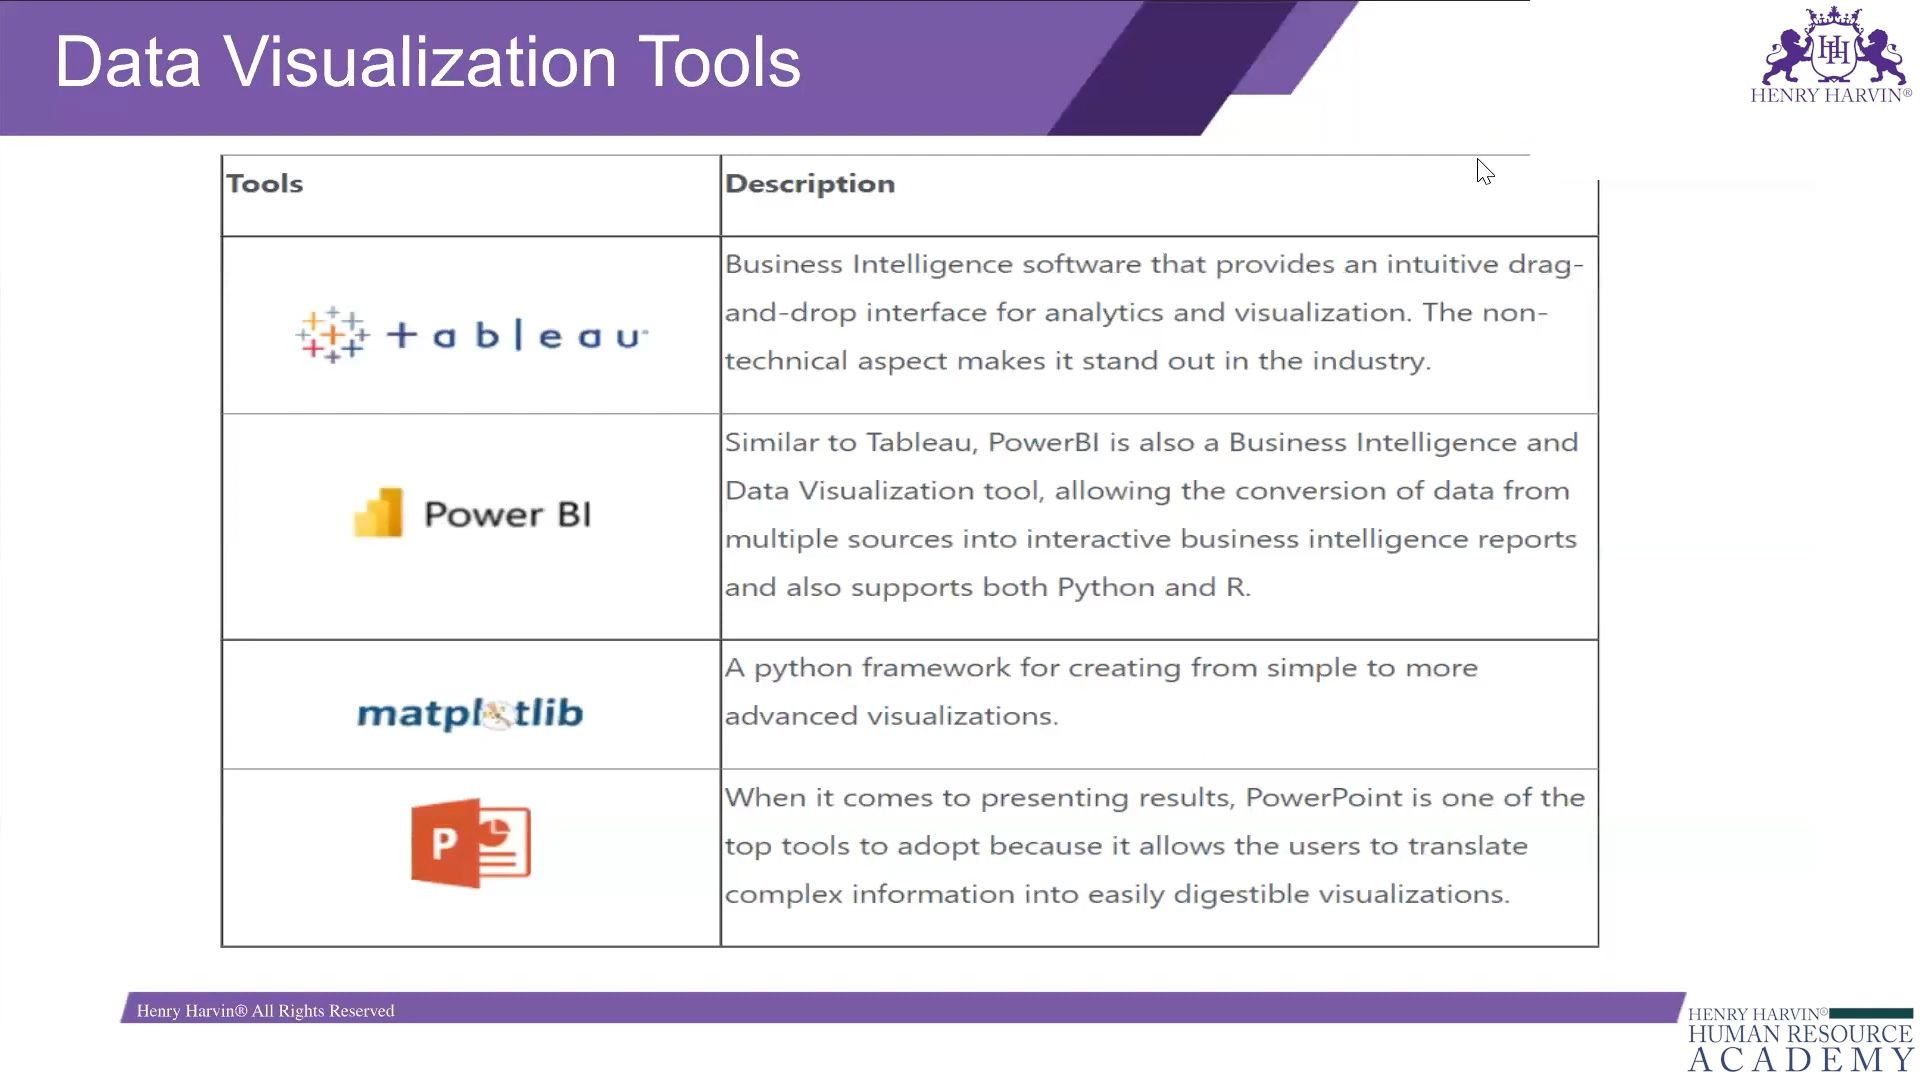 Data Visualization Tools
HENRY HARVIN®
Tools
Description
tableau
Business Intelligence software that provides an intuitive drag-
and-drop interface for analytics and visualization. The non-
technical aspect makes it stand out in the industry.
Power BI
Similar to Tableau, PowerBI is also a Business Intelligence and
Data Visualization tool, allowing the conversion of data from
multiple sources into interactive business intelligence reports
and also supports both Python and R.
matplotlib
A python framework for creating from simple to more
advanced visualizations.
P
When it comes to presenting results, PowerPoint is one of the
top tools to adopt because it allows the users to translate
complex information into easily digestible visualizations.
Henry Harvin® All Rights Reserved
HENRY HARVIN®
HUMAN RESOURCE
ACADEMY